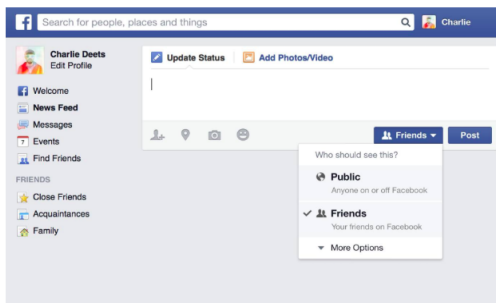 Search for people, places and things
Charlie
Charlie Deets
Edit Profile
Welcome
News Feed
Messages
7 Events
Find Friends
FRIENDS
Close Friends
Acquaintances
Family
Update Status
Add Photos/Video
Friends
Post
Who should see this?
Public
Anyone on or off Facebook
Friends
Your friends on Facebook
More Options